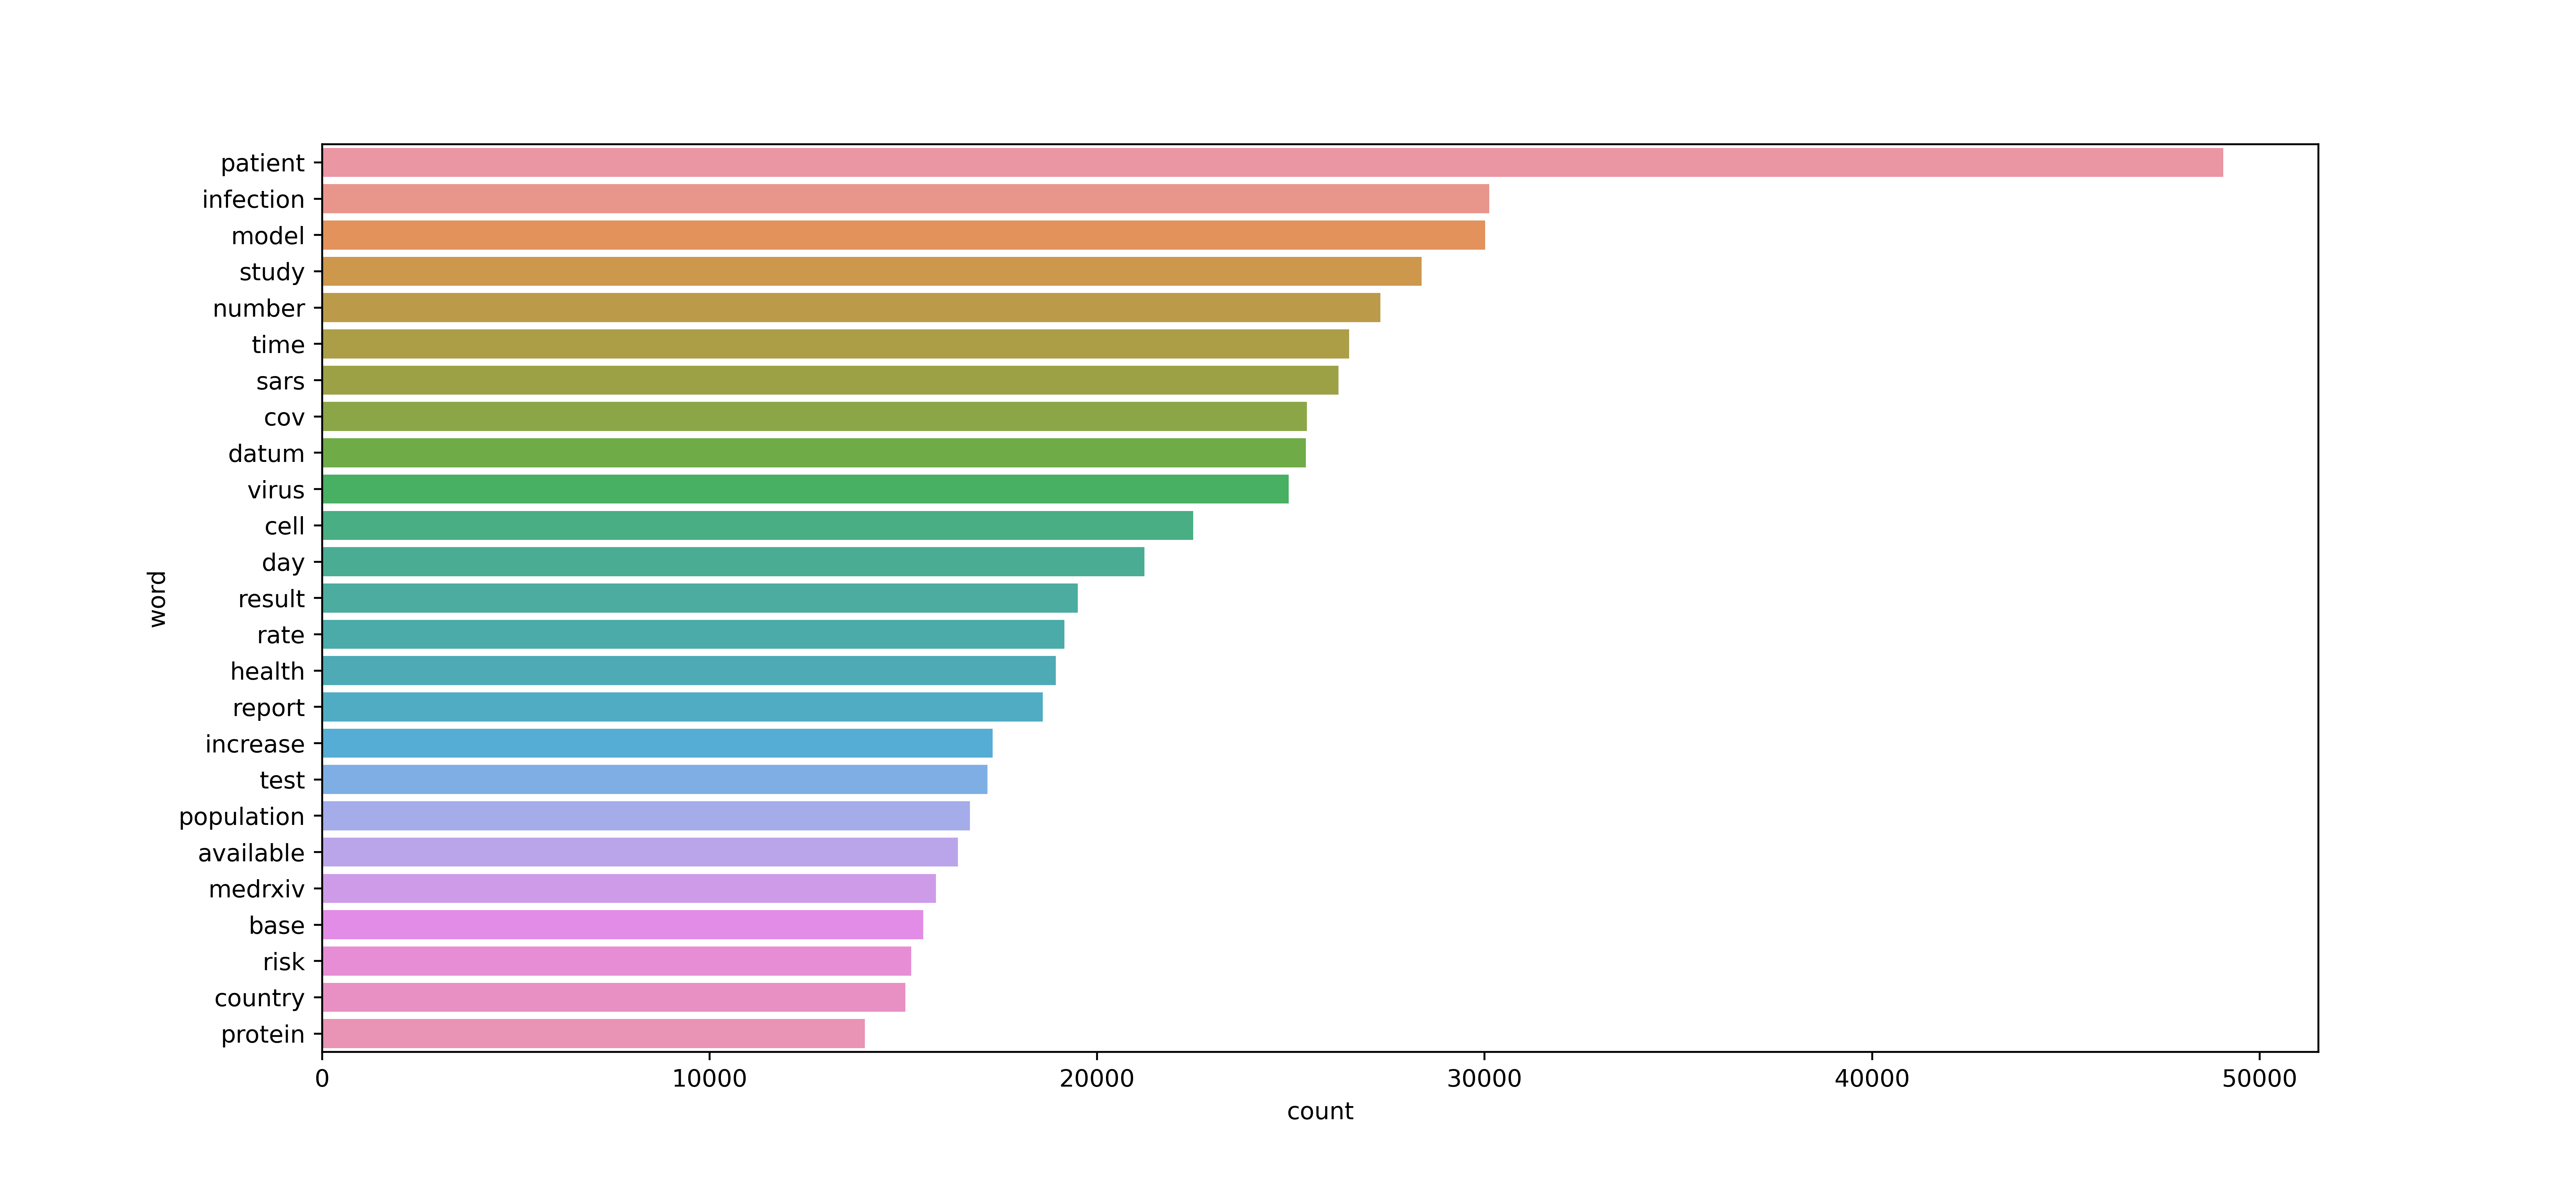 patient
infection
model
study
number
time
sars
cov
datum
virus
cell
day
result
rate
health
report
increase
test
population
available
medrxiv
base
risk
country
protein
word
0 10000 20000 30000 40000 50000
count